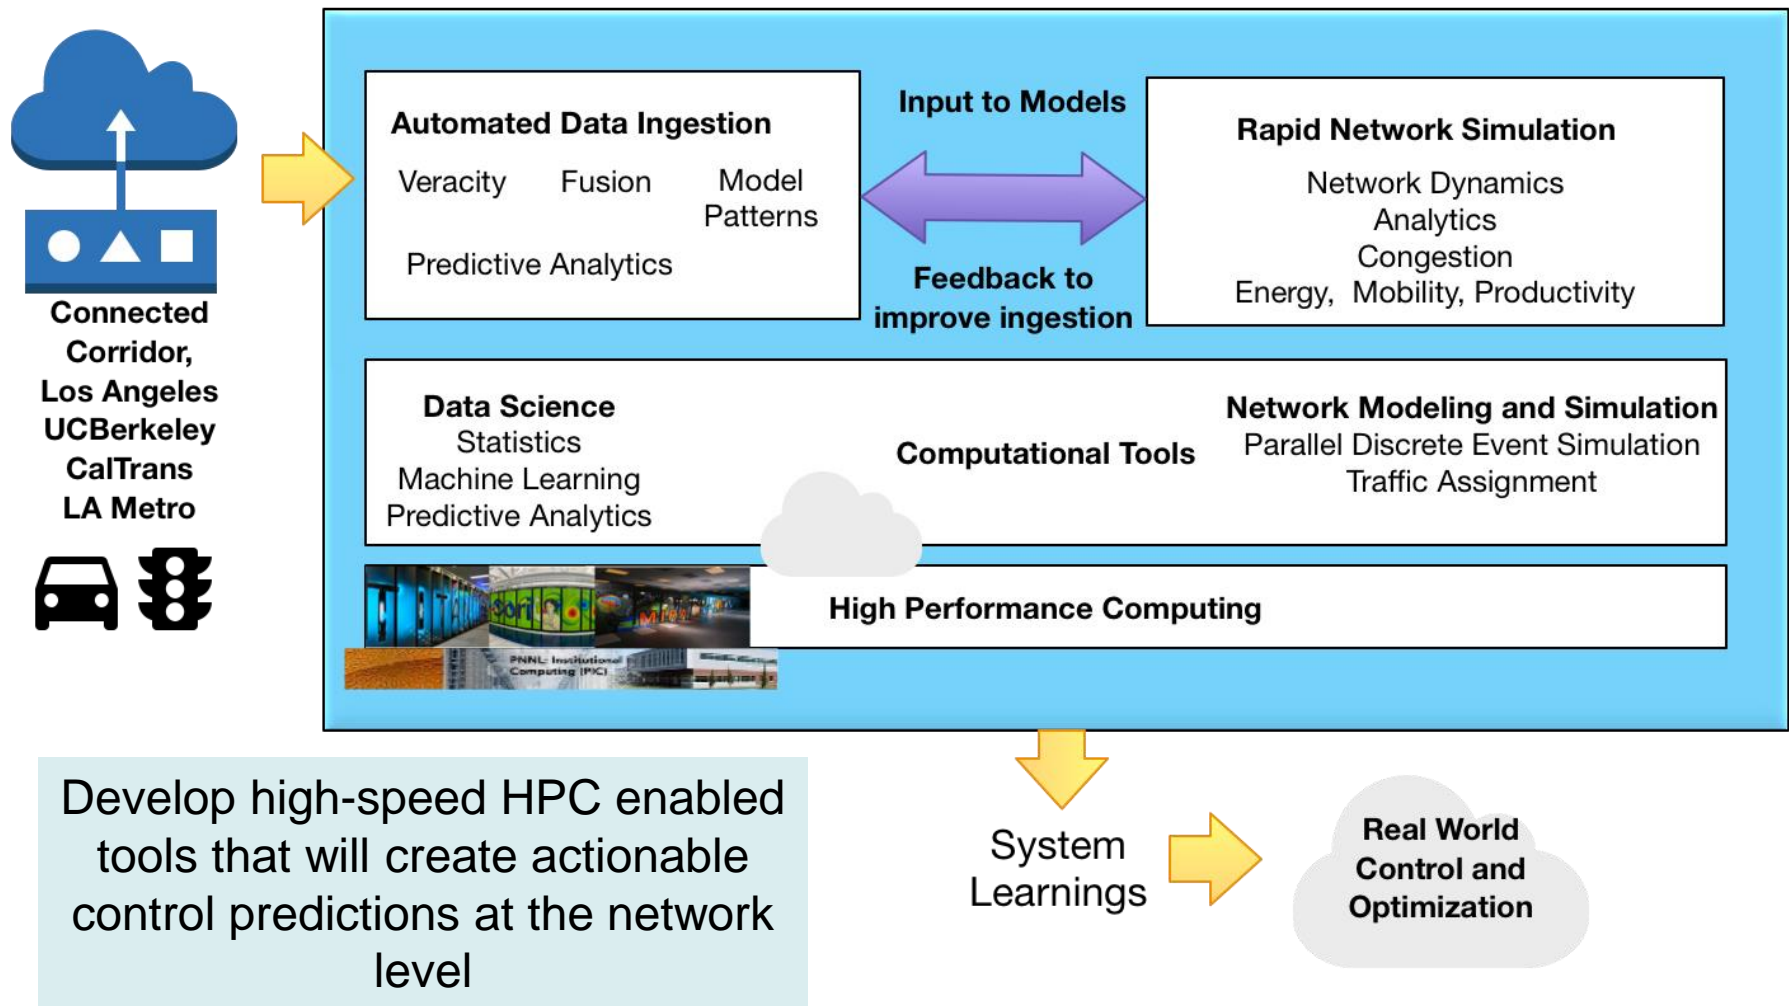 Connected
Corridor,
Los Angeles
UCBerkeley
CalTrans
LA Metro
Automated Data Ingestion
Veracity Fusion Model
Patterns
Predictive Analytics
Input to Models
Feedback to
improve ingestion
Rapid Network Simulation
Network Dynamics
Analytics
Congestion
Energy, Mobility, Productivity
Data Science
Statistics
Machine Learning
Predictive Analytics
Computational Tools
Network Modeling and Simulation
Parallel Discrete Event Simulation
Traffic Assignment
High Performance Computing
PNNL: Institutional
Computing (PIC)
Develop high-speed HPC enabled
tools that will create actionable
control predictions at the network
level
System
Learnings
Real World
Control and
Optimization